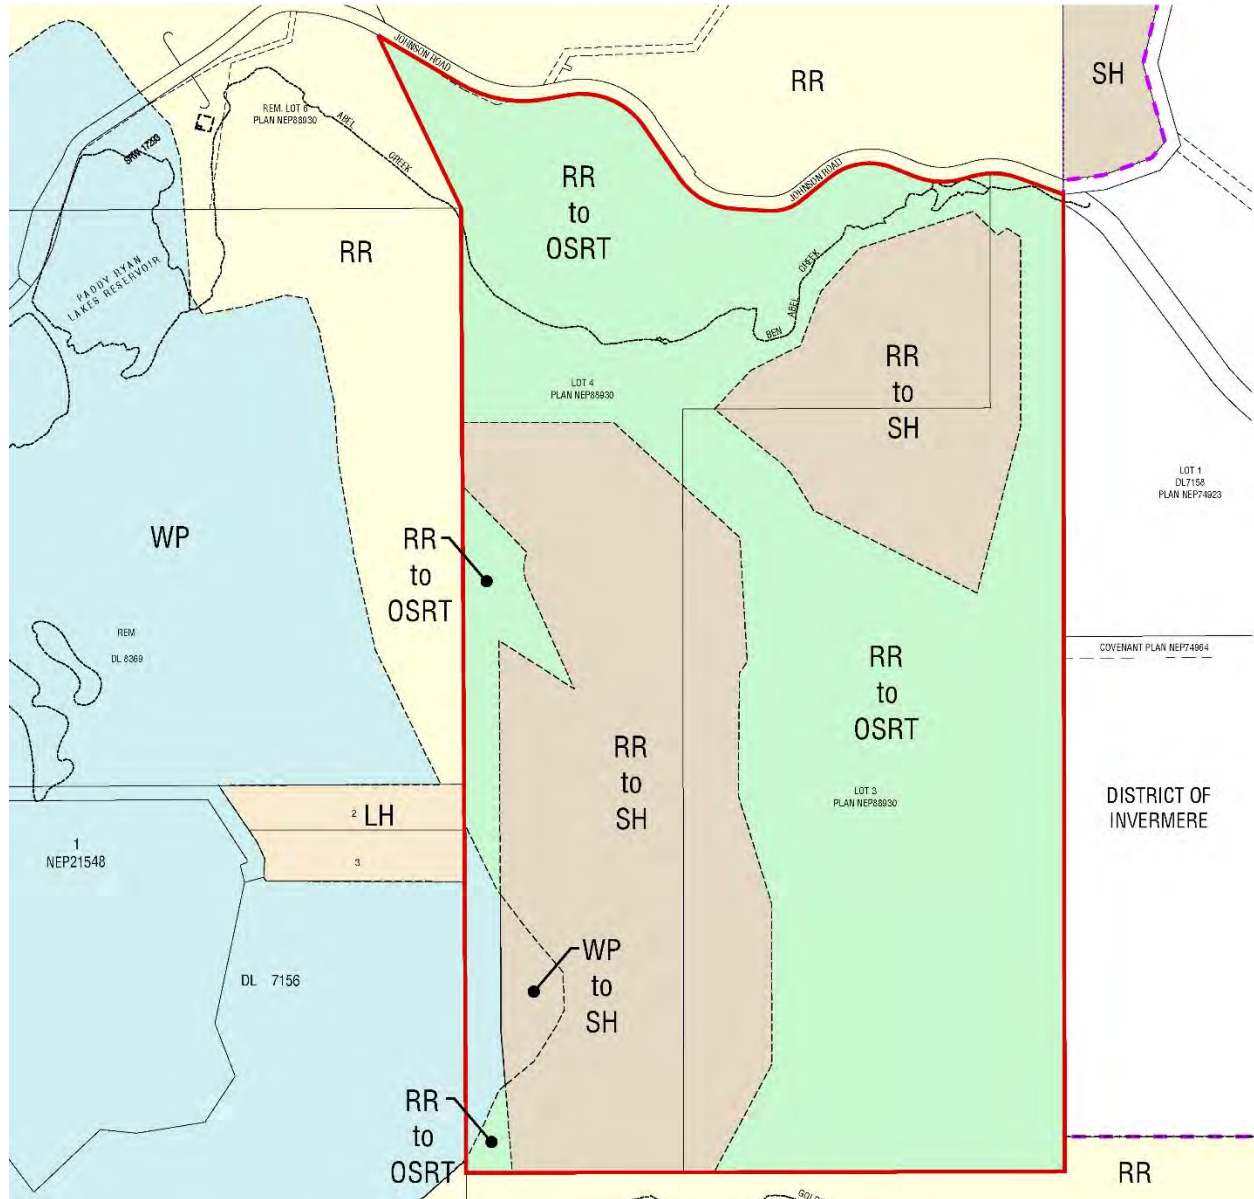 JOHNSON ROAD
RR
SH
REM. LOT 6
PLAN NEP88930
ABEL
CREEK
SRW 17293
RR
to
OSRT
JOHNSON ROAD
RR
PADDY RYAN
LAKES RESERVOIR
CREEK
ABEL
BEN
RR
to
SH
LOT 4
PLAN NEP88930
LOT 1
DL7158
PLAN NEP74923
WP
RR
to
OSRT
REM
DL 8369
COVENANT PLAN NEP74964
RR
to
OSRT
RR
to
SH
LOT 3
PLAN NEP88930
DISTRICT OF
INVERMERE
2
LH
3
1
NEP21548
WP
to
SH
DL 7156
RR
to
OSRT
RR